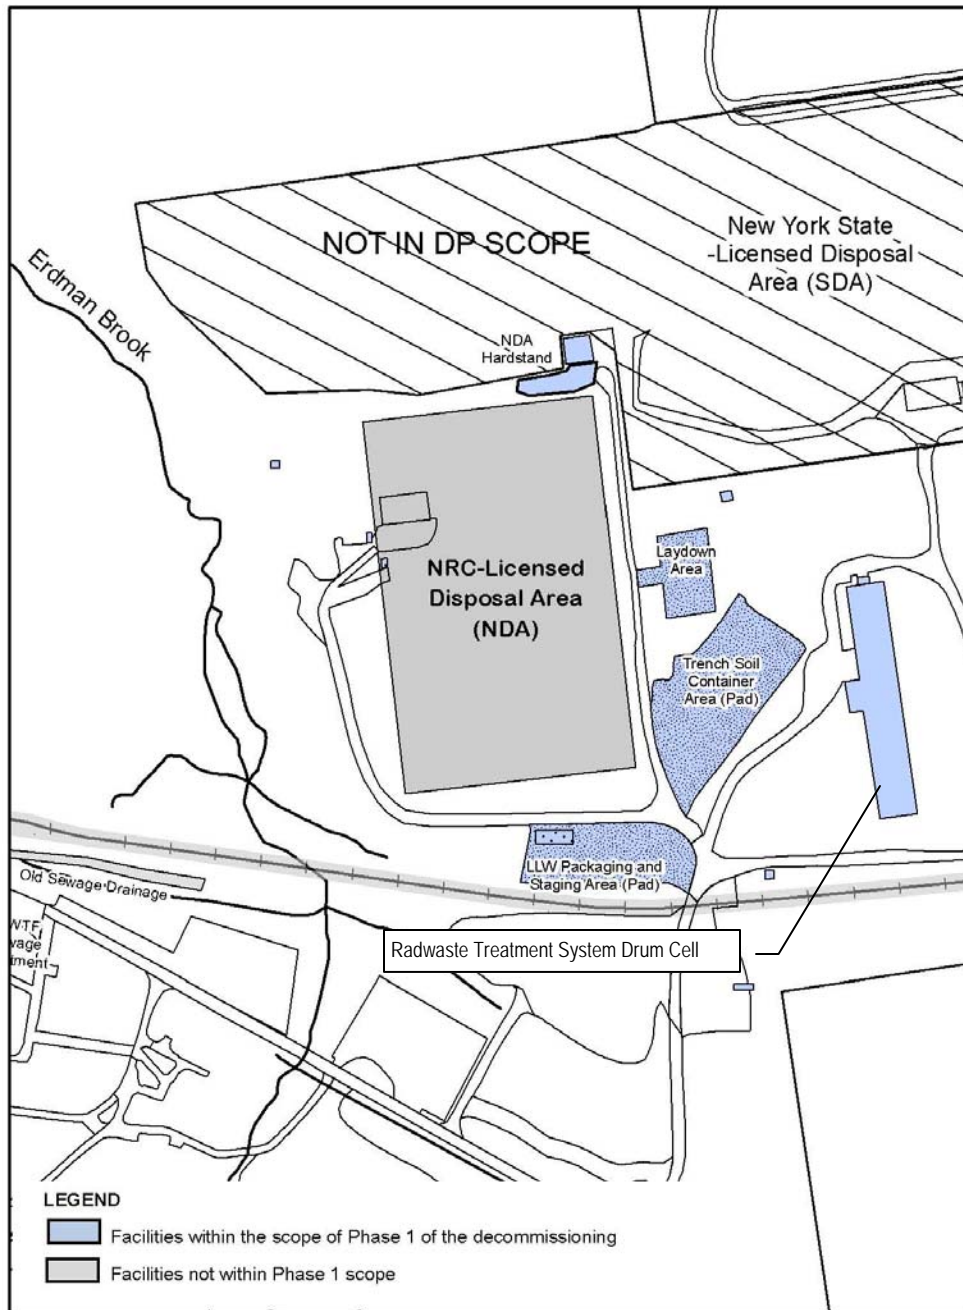 NOT IN DP SCOPE
New York State
-Licensed Disposal
Area (SDA)
Erdman Brook
NDA
Hardstand
NRC-Licensed
Disposal Area
(NDA)
Laydown
Area
Trench Soil
Container
Area (Pad)
LLW Packaging and
Staging Area (Pad)
Old Sewage Drainage
Radwaste Treatment System Drum Cell
LEGEND
Facilities within the scope of Phase 1 of the decommissioning
Facilities not within Phase 1 scope